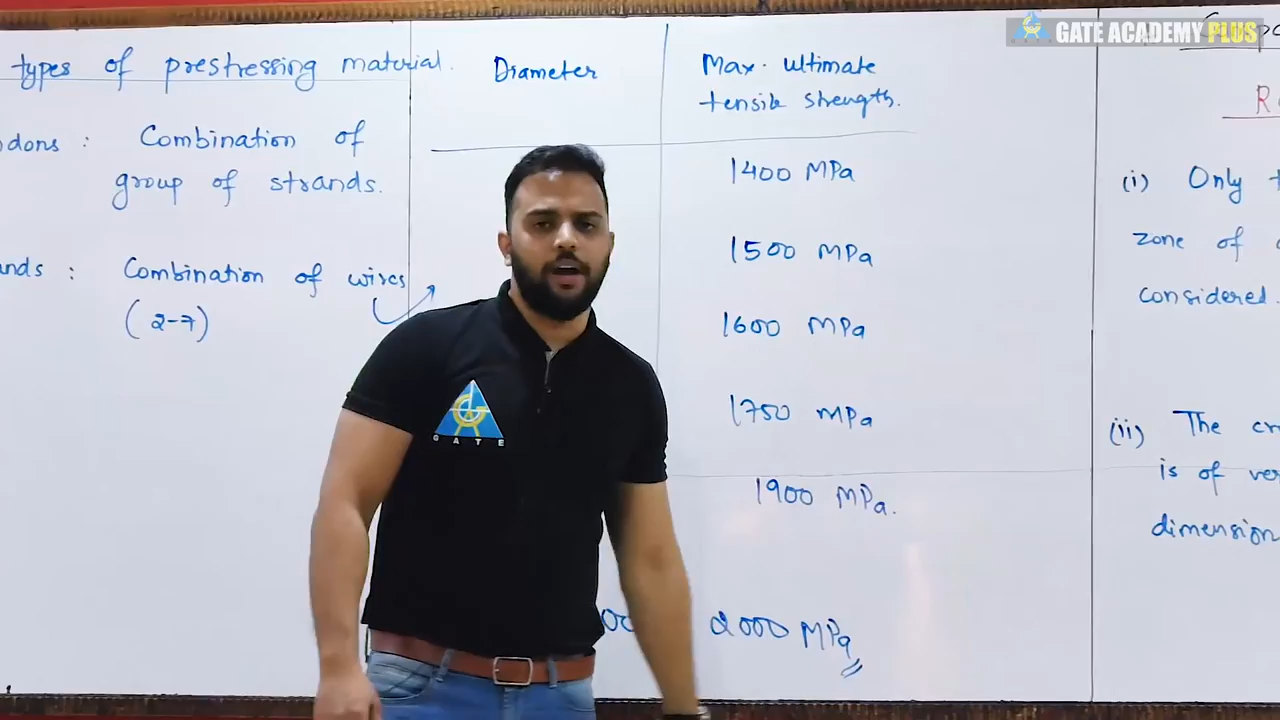 GATE ACADEMY PLUS
types of prestressing material.
Combination of
group of strands.
Combination of wires
(2-7)
Diameter
Max. ultimate
tensile strength.
1400 MPa
1500 MPa
1600 MPa
1750 MPa
1900 MPa.
2000 MPa
(i) Only
zone of
considered.
(ii) The
is of
dimension
GATE